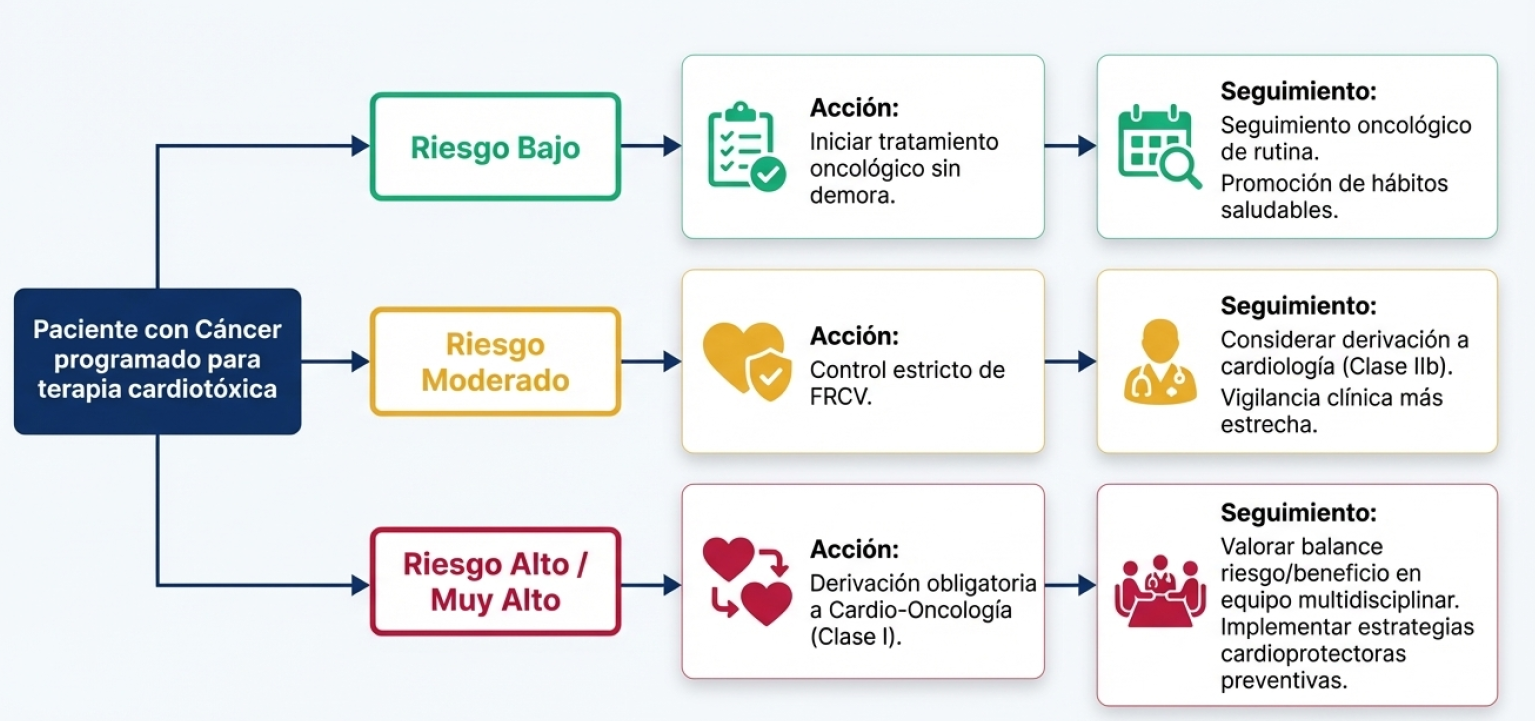 Paciente con Cáncer
programado para
terapia cardiotóxica
Riesgo Bajo
Acción:
Iniciar tratamiento
oncológico sin
demora.
Seguimiento:
Seguimiento oncológico
de rutina.
Promoción de hábitos
saludables.
Riesgo
Moderado
Acción:
Control estricto de
FRCV.
Seguimiento:
Considerar derivación a
cardiología (Clase IIb).
Vigilancia clínica más
estrecha.
Riesgo Alto /
Muy Alto
Acción:
Derivación obligatoria
a Cardio-Oncología
(Clase I).
Seguimiento:
Valorar balance
riesgo/beneficio en
equipo multidisciplinar.
Implementar estrategias
cardioprotectoras
preventivas.